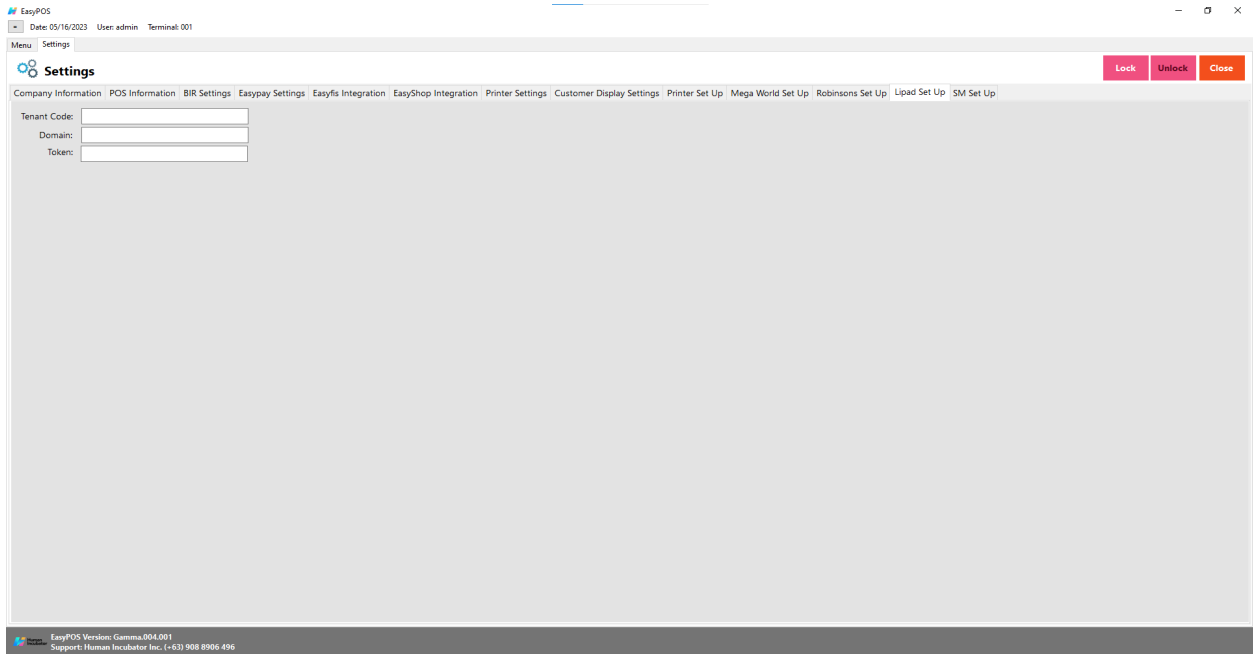 EasyPOS
Date: 05/16/2023 User: admin Terminal: 001
Menu Settings
Settings
Lock Unlock Close
Company Information POS Information BIR Settings Easypay Settings Easyfis Integration EasyShop Integration Printer Settings Customer Display Settings Printer Set Up Mega World Set Up Robinsons Set Up Lipad Set Up SM Set Up
Tenant Code:
Domain:
Token:
Human Incubator
EasyPOS Version: Gamma.004.001
Support: Human Incubator Inc. (+63) 908 8906 496